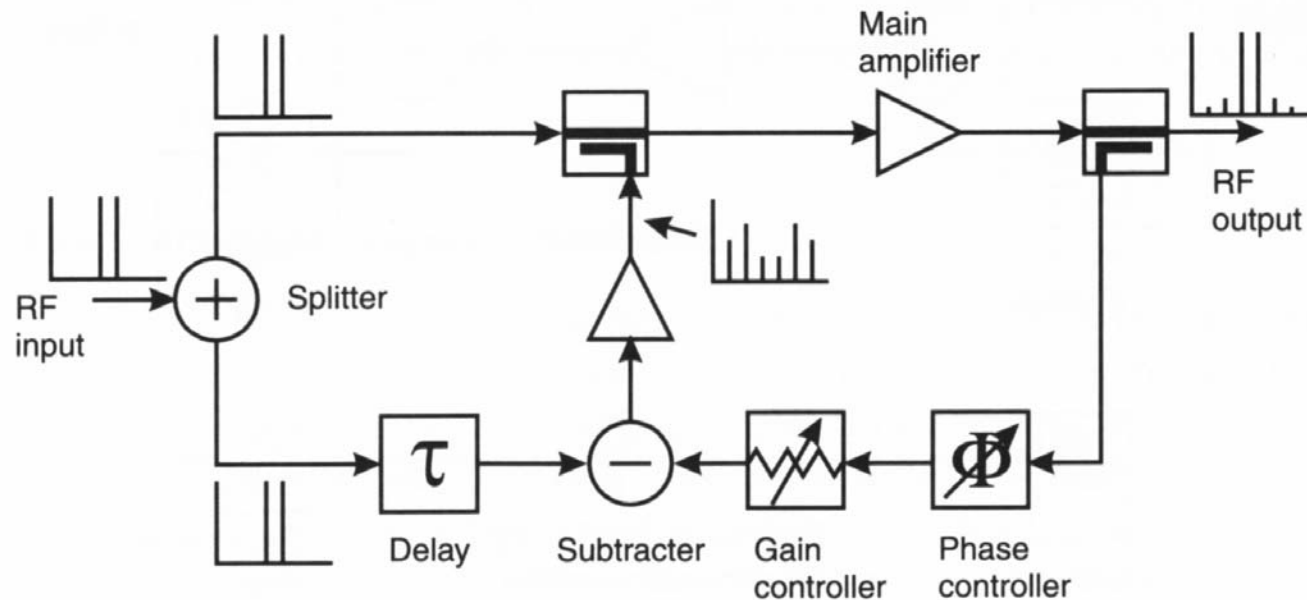 Main
amplifier
RF
output
RF
input
Splitter
τ
−
Φ
Delay
Subtracter
Gain
controller
Phase
controller
+